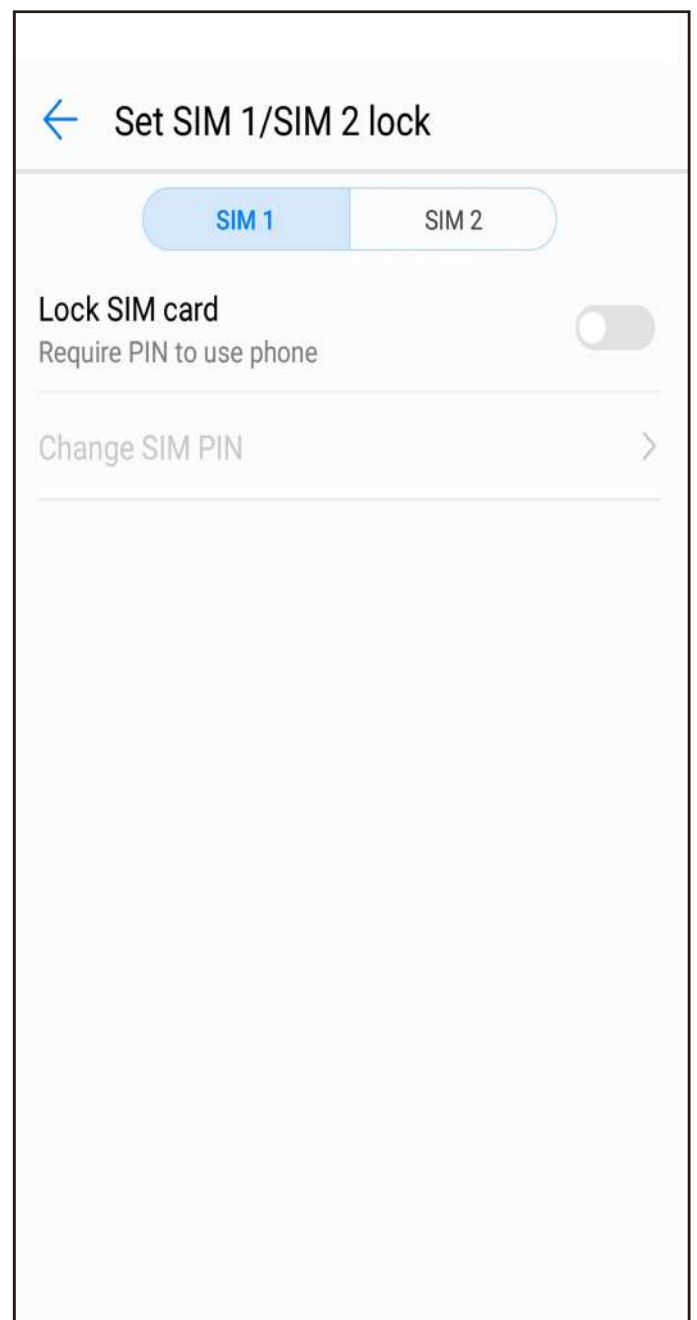 Set SIM 1/SIM 2 lock
SIM 1 SIM 2
Lock SIM card
Require PIN to use phone
Change SIM PIN